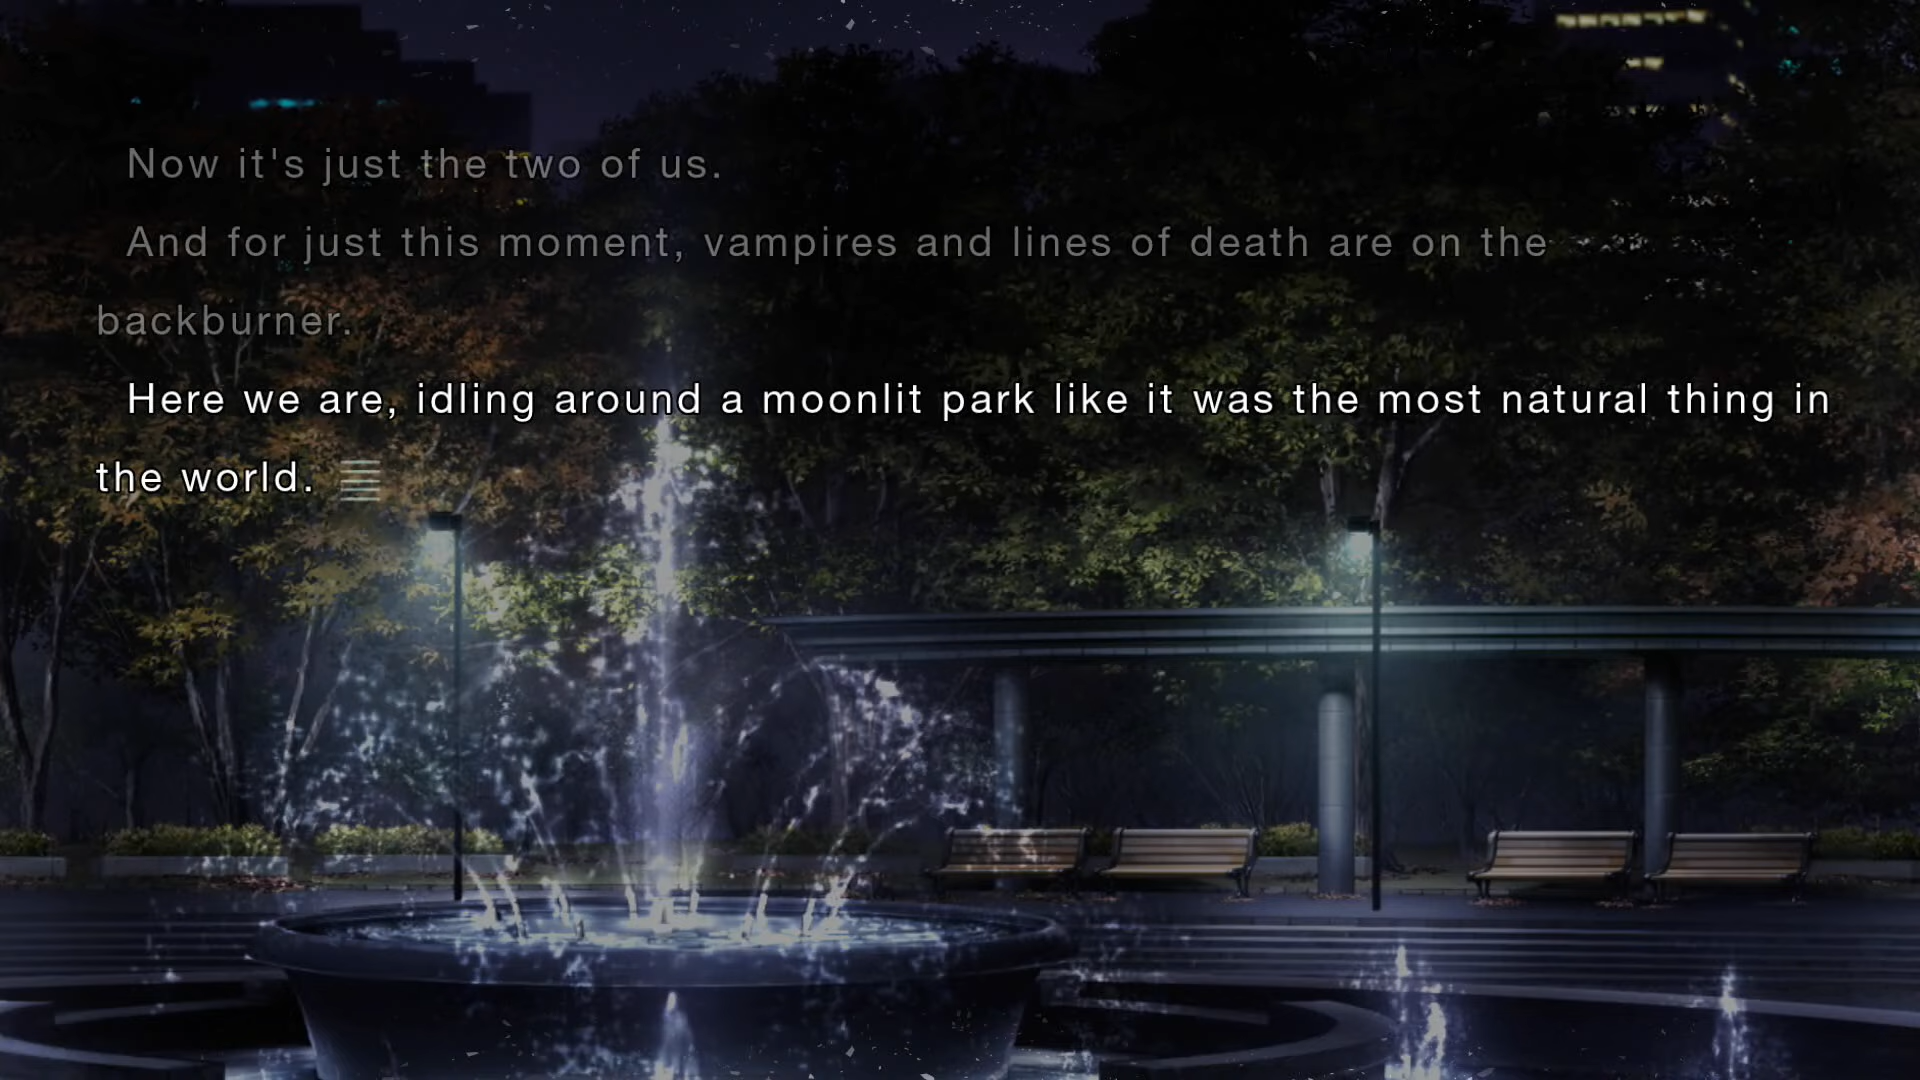 Now it's just the two of us.
And for just this moment, vampires and lines of death are on the
backburner.
Here we are, idling around a moonlit park like it was the most natural thing in
the world.